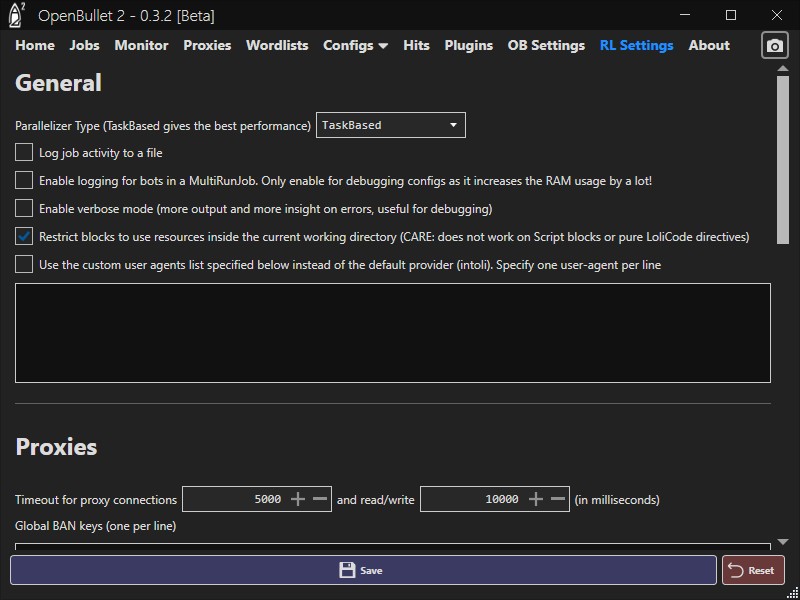 OpenBullet 2 - 0.3.2 [Beta]
Home Jobs Monitor Proxies Wordlists Configs Hits Plugins OB Settings RL Settings About
General
Parallelizer Type (TaskBased gives the best performance) TaskBased
Log job activity to a file
Enable logging for bots in a MultiRunJob. Only enable for debugging configs as it increases the RAM usage by a lot!
Enable verbose mode (more output and more insight on errors, useful for debugging)
Restrict blocks to use resources inside the current working directory (CARE: does not work on Script blocks or pure LoliCode directives)
Use the custom user agents list specified below instead of the default provider (intoli). Specify one user-agent per line
Proxies
Timeout for proxy connections 5000 and read/write 10000 (in milliseconds)
Global BAN keys (one per line)
Save Reset